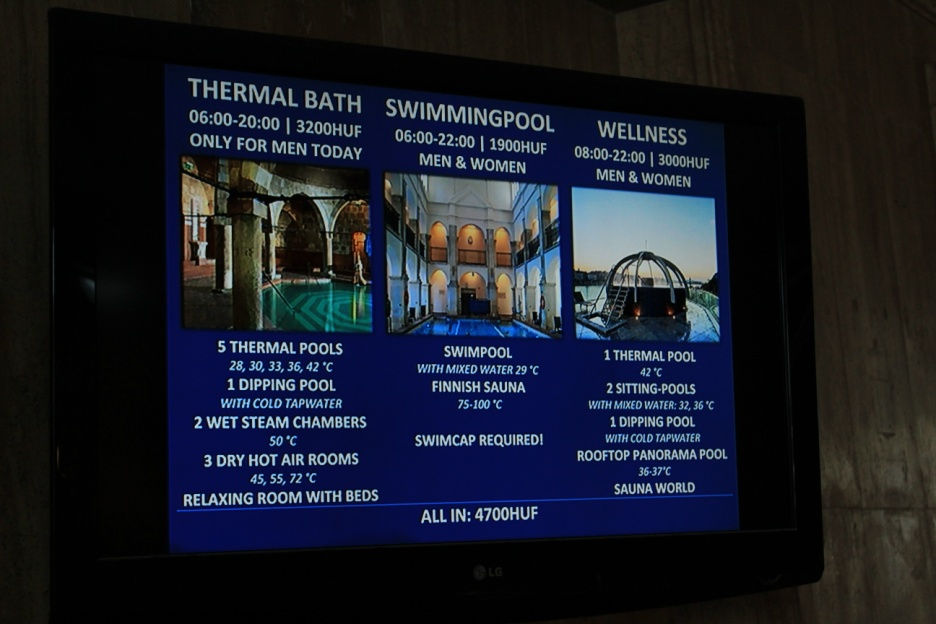 THERMAL BATH
06:00-20:00 | 3200HUF
ONLY FOR MEN TODAY
5 THERMAL POOLS
28, 30, 33, 36, 42 °C
1 DIPPING POOL
WITH COLD TAPWATER
2 WET STEAM CHAMBERS
50 °C
3 DRY HOT AIR ROOMS
45, 55, 72 °C
RELAXING ROOM WITH BEDS
SWIMMINGPOOL
06:00-22:00 | 1900HUF
MEN & WOMEN
SWIMPOOL
WITH MIXED WATER 29 °C
FINNISH SAUNA
75-100 °C
SWIMCAP REQUIRED!
WELLNESS
08:00-22:00 | 3000HUF
MEN & WOMEN
1 THERMAL POOL
42 °C
2 SITTING-POOLS
WITH MIXED WATER: 32, 36 °C
1 DIPPING POOL
WITH COLD TAPWATER
ROOFTOP PANORAMA POOL
36-37°C
SAUNA WORLD
ALL IN: 4700HUF
LG